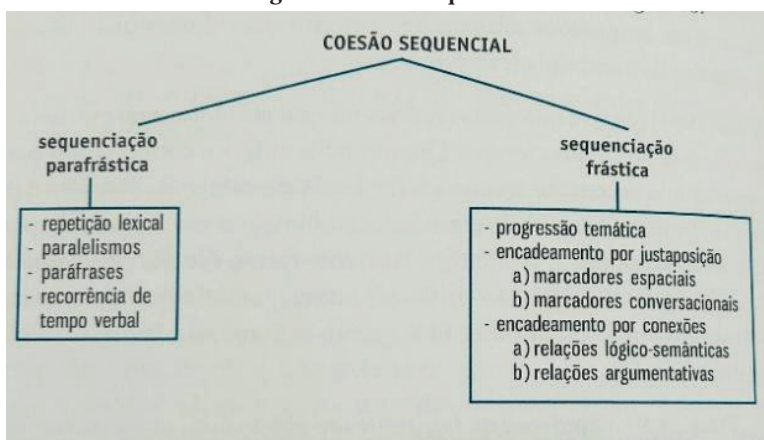 COESÃO SEQUENCIAL
sequenciação
parafrástica
- repetição lexical
- paralelismos
- paráfrases
- recorrência de
tempo verbal
sequenciação
frástica
- progressão temática
- encadeamento por justaposição
a) marcadores espaciais
b) marcadores conversacionais
- encadeamento por conexões
a) relações lógico-semânticas
b) relações argumentativas